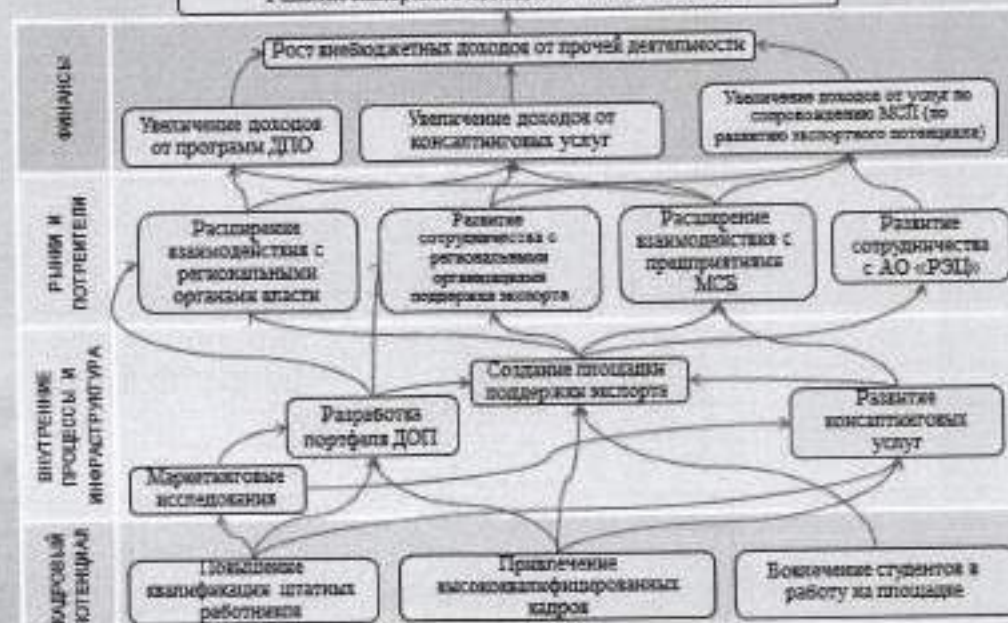 Рост внебюджетных доходов от прочей деятельности
ФИНАНСЫ
Увеличение доходов
от программ ДПО
Увеличение доходов от
консалтинговых услуг
Увеличение доходов от услуг по
сопровождению МСП (по
развитию экспортного потенциала)
РЫНКИ И
ПОТРЕБИТЕЛИ
Расширение
взаимодействия с
региональными
органами власти
Развитие
сотрудничества с
региональными
организациями
поддержки экспорта
Расширение
взаимодействия с
предприятиями
МСБ
Развитие
сотрудничества
с АО «РЭЦ»
ВНУТРЕННИЕ
ПРОЦЕССЫ И
ИНФРАСТРУКТУРА
Создание площадки
поддержки экспорта
Разработка
портфеля ДОП
Развитие
консалтинговых
услуг
Маркетинговые
исследования
КАДРОВЫЙ
ПОТЕНЦИАЛ
Повышение
квалификации штатных
работников
Привлечение
высококвалифицированных
кадров
Вовлечение студентов в
работу на площадке